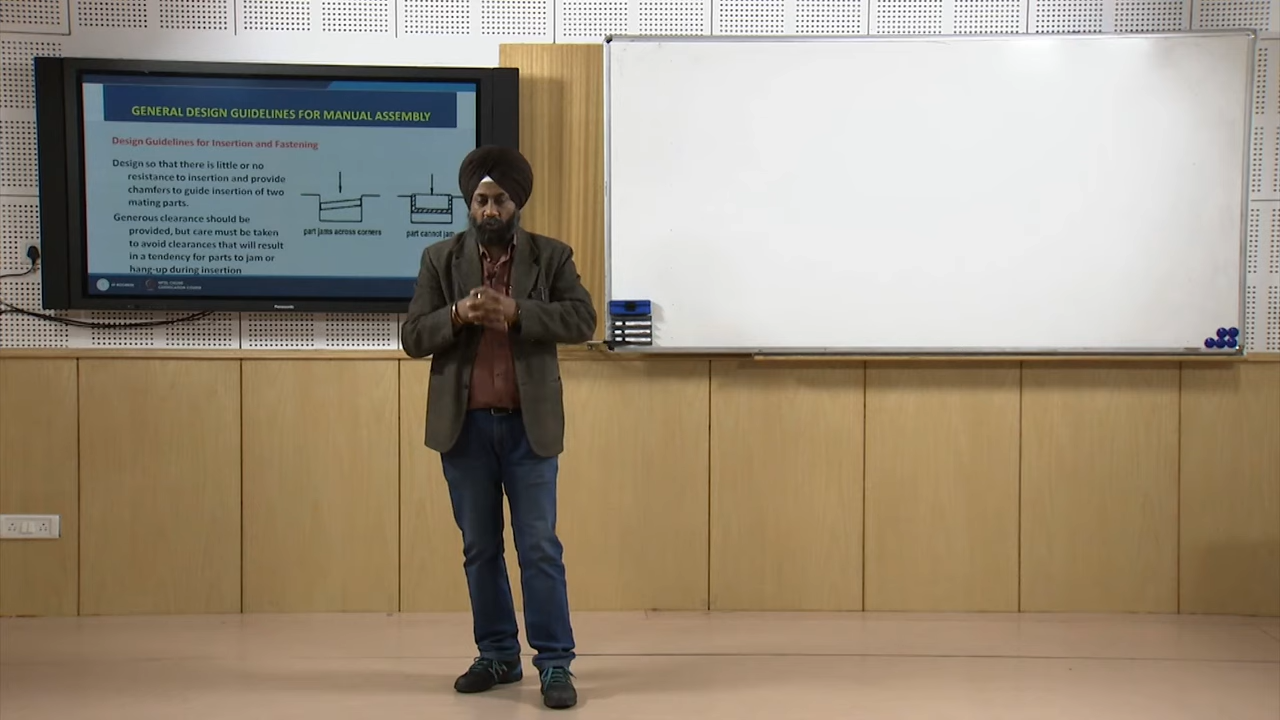 GENERAL DESIGN GUIDELINES FOR MANUAL ASSEMBLY
Design Guidelines for Insertion and Fastening
Design so that there is little or no
resistance to insertion and provide
chamfers to guide insertion of two
mating parts.
Generous clearance should be
provided, but care must be taken
to avoid clearances that will result
in a tendency for parts to jam or
hang-up during insertion
part jams across corners
part cannot jam
Panasonic